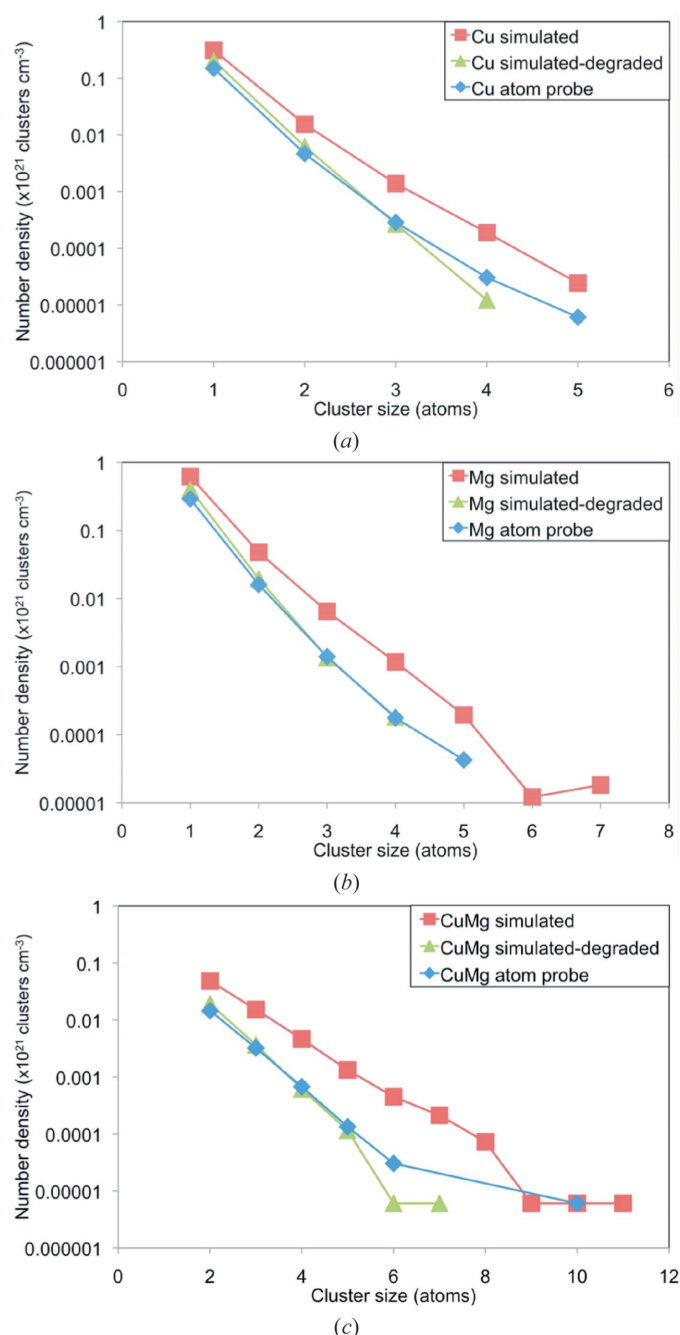 1
0.1
0.01
0.001
0.0001
0.00001
0.000001
Number density (x10²¹ clusters cm⁻³)
Cu simulated
Cu simulated-degraded
Cu atom probe
0 1 2 3 4 5 6
Cluster size (atoms)
(a)
1
0.1
0.01
0.001
0.0001
0.00001
Number density (x10²¹ clusters cm⁻³)
Mg simulated
Mg simulated-degraded
Mg atom probe
0 1 2 3 4 5 6 7 8
Cluster size (atoms)
(b)
1
0.1
0.01
0.001
0.0001
0.00001
0.000001
Number density (x10²¹ clusters cm⁻³)
CuMg simulated
CuMg simulated-degraded
CuMg atom probe
0 2 4 6 8 10 12
Cluster size (atoms)
(c)